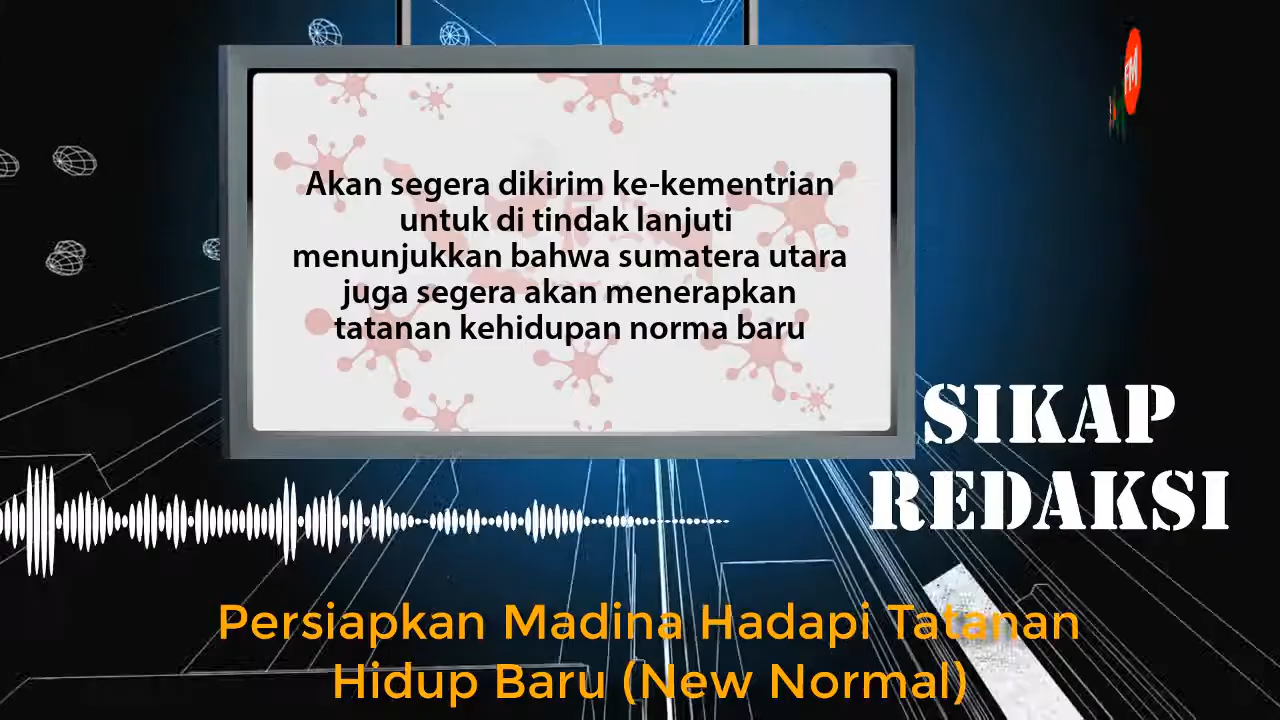 FM
Akan segera dikirim ke-kementrian
untuk di tindak lanjuti
menunjukkan bahwa sumatera utara
juga segera akan menerapkan
tatanan kehidupan norma baru
SIKAP
REDAKSI
Persiapkan Madina Hadapi Tatanan
Hidup Baru (New Normal)